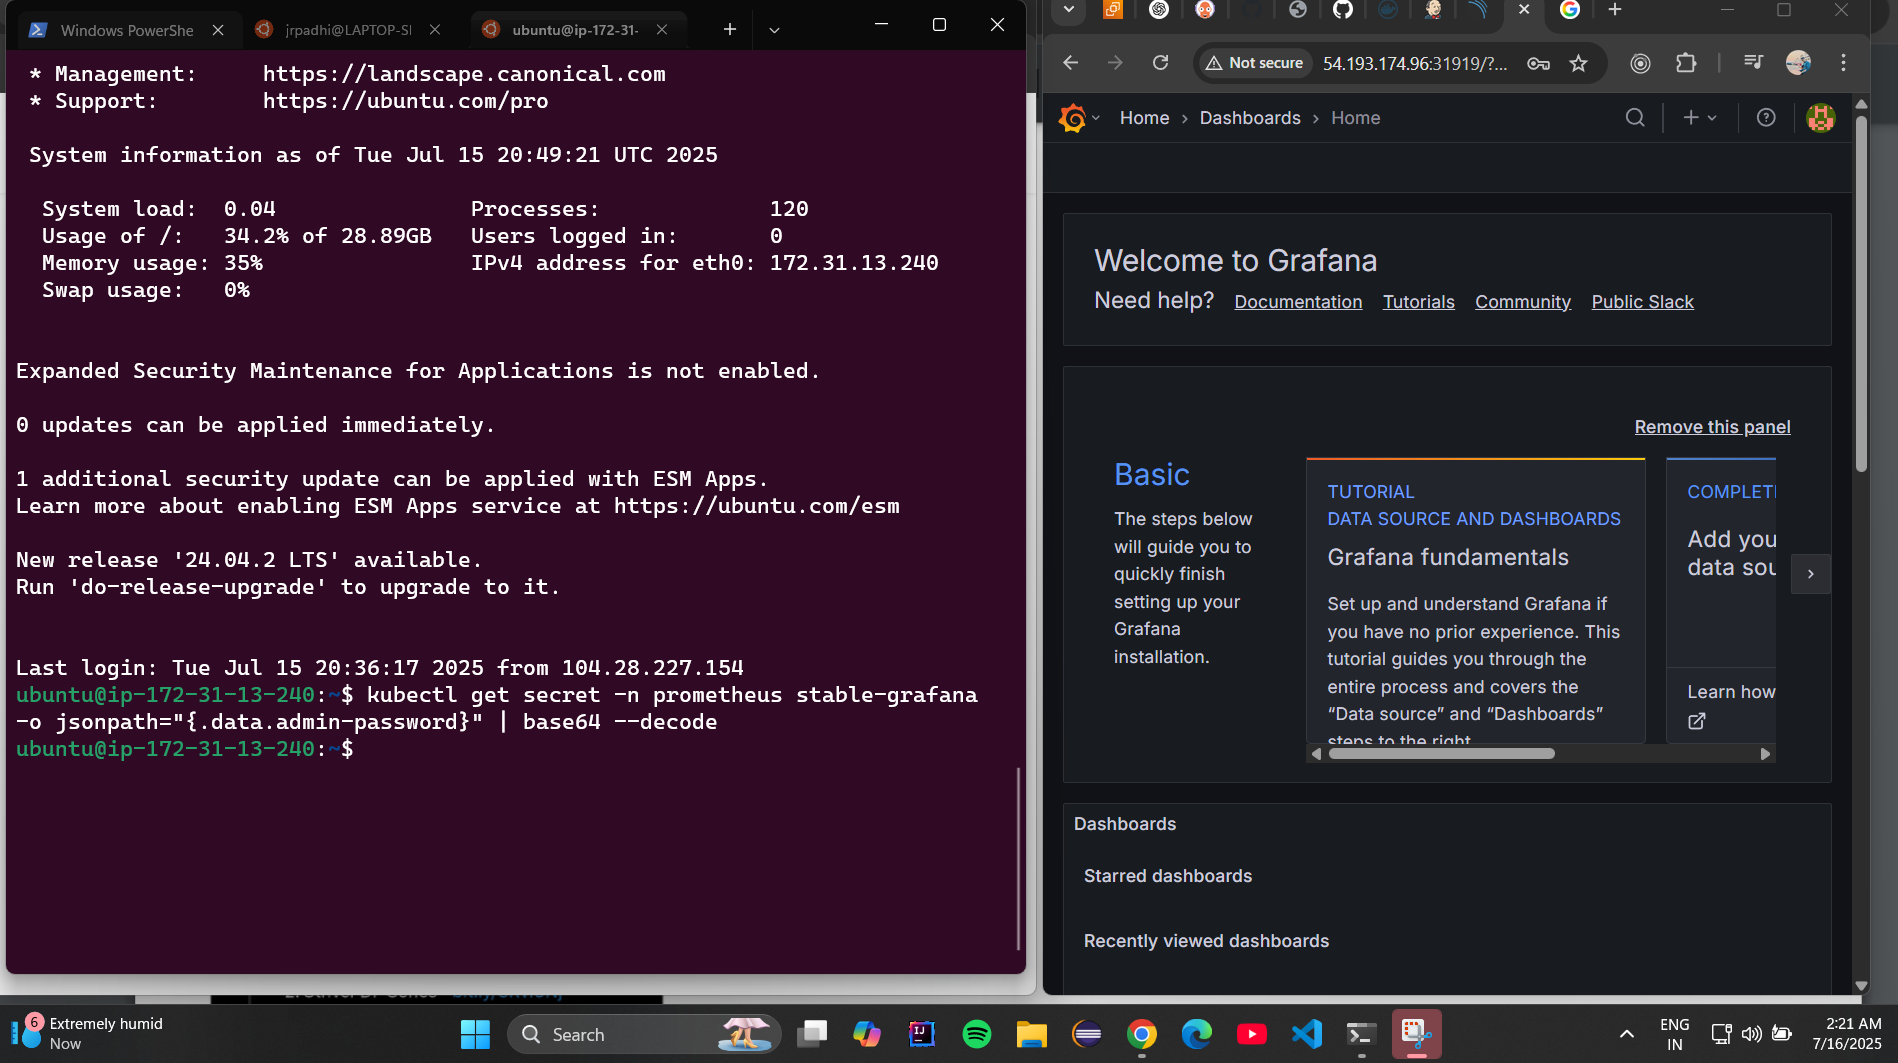 Windows PowerShe
jrpadhi@LAPTOP-SI
ubuntu@ip-172-31-
* Management: https://landscape.canonical.com
* Support: https://ubuntu.com/pro
System information as of Tue Jul 15 20:49:21 UTC 2025
System load: 0.04 Processes: 120
Usage of /: 34.2% of 28.89GB Users logged in: 0
Memory usage: 35% IPv4 address for eth0: 172.31.13.240
Swap usage: 0%
Expanded Security Maintenance for Applications is not enabled.
0 updates can be applied immediately.
1 additional security update can be applied with ESM Apps.
Learn more about enabling ESM Apps service at https://ubuntu.com/esm
New release '24.04.2 LTS' available.
Run 'do-release-upgrade' to upgrade to it.
Last login: Tue Jul 15 20:36:17 2025 from 104.28.227.154
ubuntu@ip-172-31-13-240:~$ kubectl get secret -n prometheus stable-grafana
-o jsonpath="{.data.admin-password}" | base64 --decode
ubuntu@ip-172-31-13-240:~$
Not secure 54.193.174.96:31919/?...
Home › Dashboards › Home
Welcome to Grafana
Need help? Documentation Tutorials Community Public Slack
Remove this panel
Basic
The steps below
will guide you to
quickly finish
setting up your
Grafana
installation.
TUTORIAL
DATA SOURCE AND DASHBOARDS
Grafana fundamentals
Set up and understand Grafana if
you have no prior experience. This
tutorial guides you through the
entire process and covers the
“Data source” and “Dashboards”
steps to the right.
COMPLETI
Add you
data sou
Learn how
Dashboards
Starred dashboards
Recently viewed dashboards
6
Extremely humid
Now
Search
ENG
IN
2:21 AM
7/16/2025